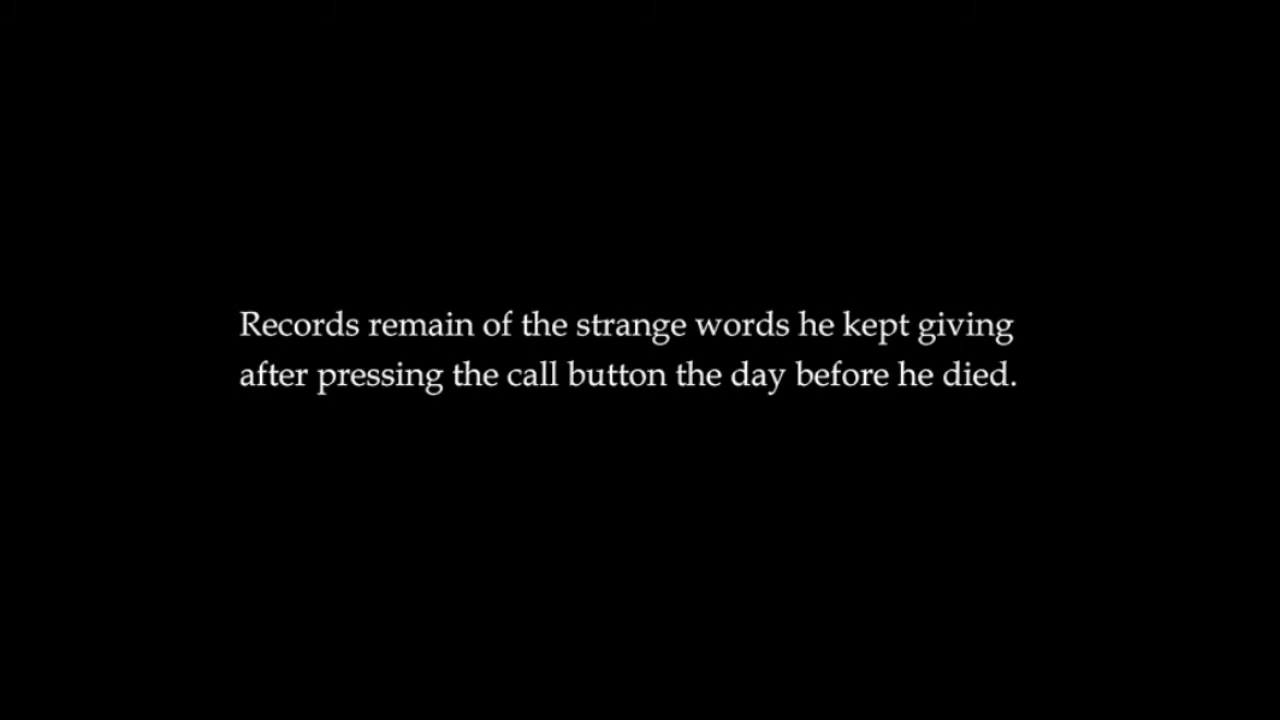 Records remain of the strange words he kept giving
after pressing the call button the day before he died.